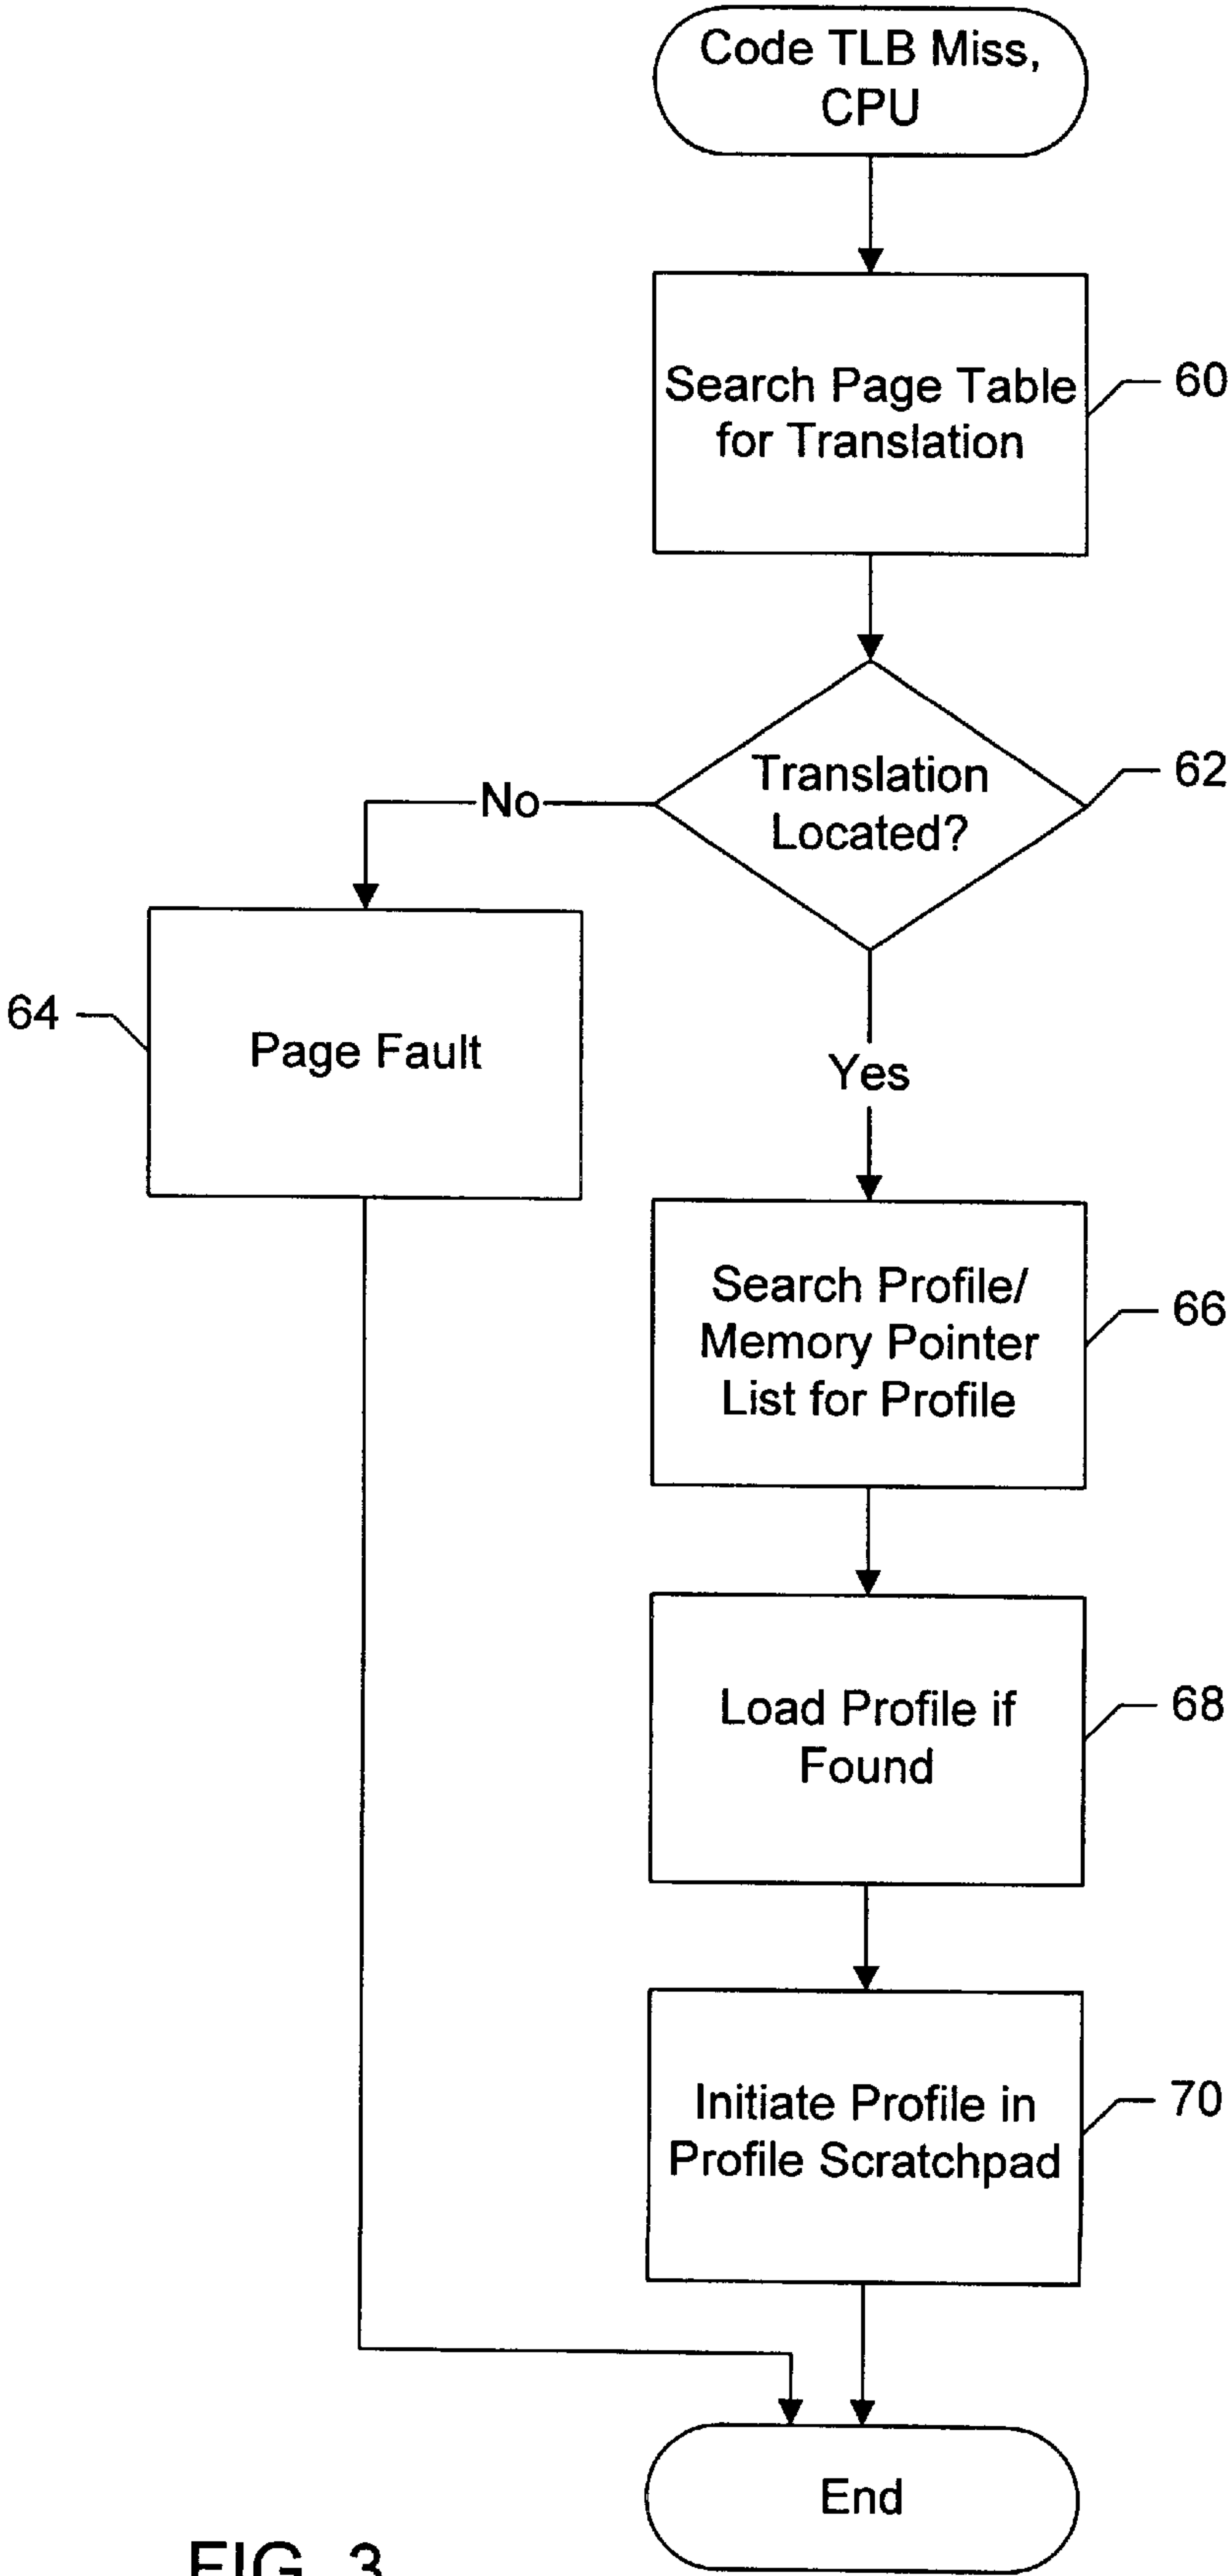 Code TLB Miss,
CPU
Search Page Table
for Translation
60
Translation
Located?
62
No
Yes
64
Page Fault
Search Profile/
Memory Pointer
List for Profile
66
Load Profile if
Found
68
Initiate Profile in
Profile Scratchpad
70
End
FIG. 3